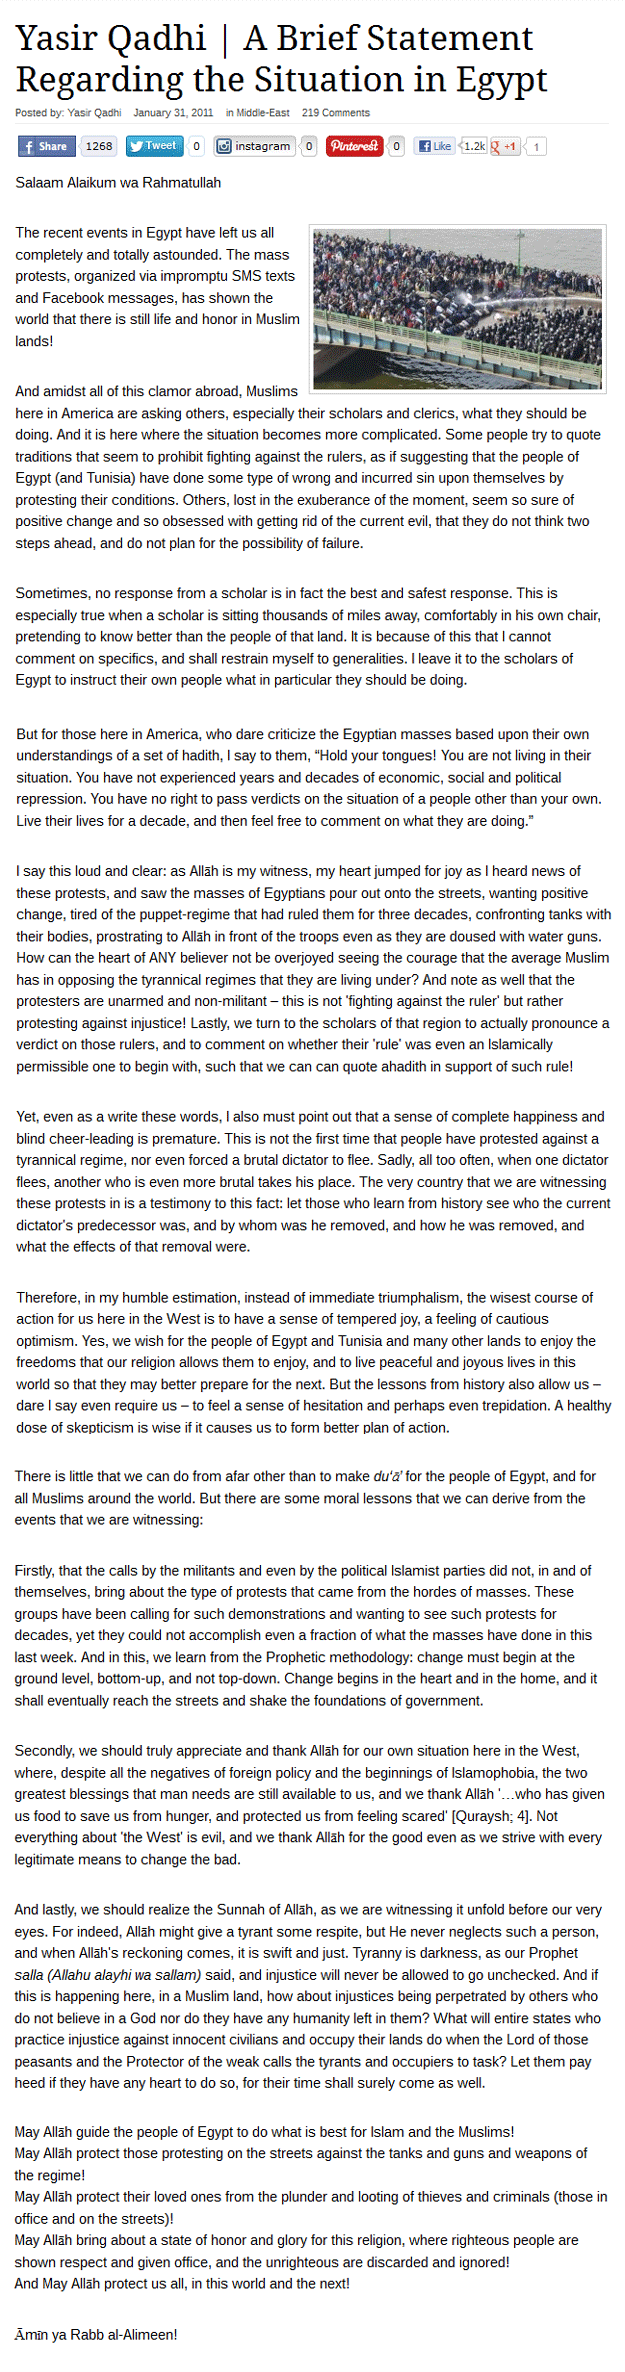 Yasir Qadhi | A Brief Statement
Regarding the Situation in Egypt
Posted by: Yasir Qadhi January 31, 2011 in Middle-East 219 Comments
f Share 1268 Tweet 0 instagram 0 Pinterest 0 f Like 1.2k g +1 1
Salaam Alaikum wa Rahmatullah
The recent events in Egypt have left us all
completely and totally astounded. The mass
protests, organized via impromptu SMS texts
and Facebook messages, has shown the
world that there is still life and honor in Muslim
lands!
And amidst all of this clamor abroad, Muslims
here in America are asking others, especially their scholars and clerics, what they should be
doing. And it is here where the situation becomes more complicated. Some people try to quote
traditions that seem to prohibit fighting against the rulers, as if suggesting that the people of
Egypt (and Tunisia) have done some type of wrong and incurred sin upon themselves by
protesting their conditions. Others, lost in the exuberance of the moment, seem so sure of
positive change and so obsessed with getting rid of the current evil, that they do not think two
steps ahead, and do not plan for the possibility of failure.
Sometimes, no response from a scholar is in fact the best and safest response. This is
especially true when a scholar is sitting thousands of miles away, comfortably in his own chair,
pretending to know better than the people of that land. It is because of this that I cannot
comment on specifics, and shall restrain myself to generalities. I leave it to the scholars of
Egypt to instruct their own people what in particular they should be doing.
But for those here in America, who dare criticize the Egyptian masses based upon their own
understandings of a set of hadith, I say to them, “Hold your tongues! You are not living in their
situation. You have not experienced years and decades of economic, social and political
repression. You have no right to pass verdicts on the situation of a people other than your own.
Live their lives for a decade, and then feel free to comment on what they are doing.”
I say this loud and clear: as Allāh is my witness, my heart jumped for joy as I heard news of
these protests, and saw the masses of Egyptians pour out onto the streets, wanting positive
change, tired of the puppet-regime that had ruled them for three decades, confronting tanks with
their bodies, prostrating to Allāh in front of the troops even as they are doused with water guns.
How can the heart of ANY believer not be overjoyed seeing the courage that the average Muslim
has in opposing the tyrannical regimes that they are living under? And note as well that the
protesters are unarmed and non-militant – this is not 'fighting against the ruler' but rather
protesting against injustice! Lastly, we turn to the scholars of that region to actually pronounce a
verdict on those rulers, and to comment on whether their 'rule' was even an Islamically
permissible one to begin with, such that we can can quote ahadith in support of such rule!
Yet, even as a write these words, I also must point out that a sense of complete happiness and
blind cheer-leading is premature. This is not the first time that people have protested against a
tyrannical regime, nor even forced a brutal dictator to flee. Sadly, all too often, when one dictator
flees, another who is even more brutal takes his place. The very country that we are witnessing
these protests in is a testimony to this fact: let those who learn from history see who the current
dictator's predecessor was, and by whom was he removed, and how he was removed, and
what the effects of that removal were.
Therefore, in my humble estimation, instead of immediate triumphalism, the wisest course of
action for us here in the West is to have a sense of tempered joy, a feeling of cautious
optimism. Yes, we wish for the people of Egypt and Tunisia and many other lands to enjoy the
freedoms that our religion allows them to enjoy, and to live peaceful and joyous lives in this
world so that they may better prepare for the next. But the lessons from history also allow us –
dare I say even require us – to feel a sense of hesitation and perhaps even trepidation. A healthy
dose of skepticism is wise if it causes us to form better plan of action.
There is little that we can do from afar other than to make du'ā' for the people of Egypt, and for
all Muslims around the world. But there are some moral lessons that we can derive from the
events that we are witnessing:
Firstly, that the calls by the militants and even by the political Islamist parties did not, in and of
themselves, bring about the type of protests that came from the hordes of masses. These
groups have been calling for such demonstrations and wanting to see such protests for
decades, yet they could not accomplish even a fraction of what the masses have done in this
last week. And in this, we learn from the Prophetic methodology: change must begin at the
ground level, bottom-up, and not top-down. Change begins in the heart and in the home, and it
shall eventually reach the streets and shake the foundations of government.
Secondly, we should truly appreciate and thank Allāh for our own situation here in the West,
where, despite all the negatives of foreign policy and the beginnings of Islamophobia, the two
greatest blessings that man needs are still available to us, and we thank Allāh '…who has given
us food to save us from hunger, and protected us from feeling scared' [Quraysh; 4]. Not
everything about 'the West' is evil, and we thank Allāh for the good even as we strive with every
legitimate means to change the bad.
And lastly, we should realize the Sunnah of Allāh, as we are witnessing it unfold before our very
eyes. For indeed, Allāh might give a tyrant some respite, but He never neglects such a person,
and when Allāh's reckoning comes, it is swift and just. Tyranny is darkness, as our Prophet
salla (Allahu alayhi wa sallam) said, and injustice will never be allowed to go unchecked. And if
this is happening here, in a Muslim land, how about injustices being perpetrated by others who
do not believe in a God nor do they have any humanity left in them? What will entire states who
practice injustice against innocent civilians and occupy their lands do when the Lord of those
peasants and the Protector of the weak calls the tyrants and occupiers to task? Let them pay
heed if they have any heart to do so, for their time shall surely come as well.
May Allāh guide the people of Egypt to do what is best for Islam and the Muslims!
May Allāh protect those protesting on the streets against the tanks and guns and weapons of
the regime!
May Allāh protect their loved ones from the plunder and looting of thieves and criminals (those in
office and on the streets)!
May Allāh bring about a state of honor and glory for this religion, where righteous people are
shown respect and given office, and the unrighteous are discarded and ignored!
And May Allāh protect us all, in this world and the next!
Āmīn ya Rabb al-Alimeen!